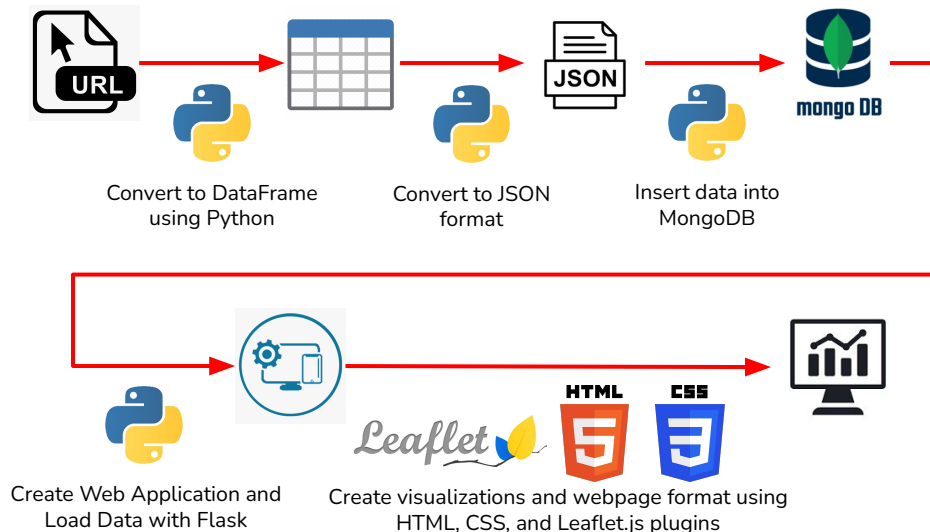 URL
JSON
mongo DB
Convert to DataFrame
using Python
Convert to JSON
format
Insert data into
MongoDB
HTML
CSS
Leaflet
5
3
Create Web Application and
Load Data with Flask
Create visualizations and webpage format using
HTML, CSS, and Leaflet.js plugins